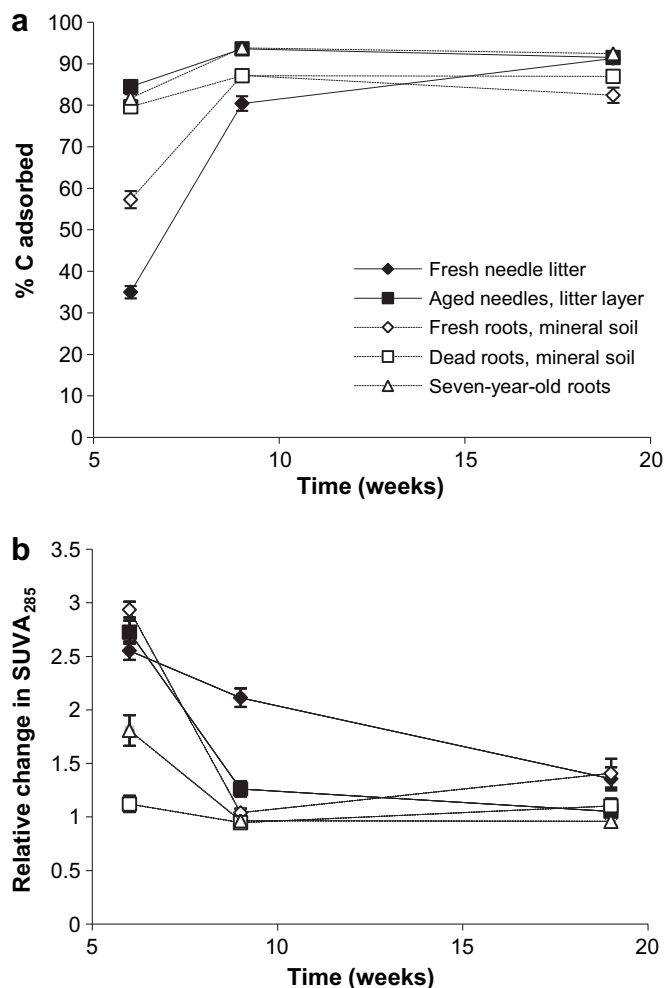 a
100
90
80
70
60
50
40
30
20
10
0
% C adsorbed
Fresh needle litter
Aged needles, litter layer
Fresh roots, mineral soil
Dead roots, mineral soil
Seven-year-old roots
5
10
15
20
Time (weeks)
b
3.5
3
2.5
2
1.5
1
0.5
0
Relative change in SUVA₂₈₅
5
10
15
20
Time (weeks)